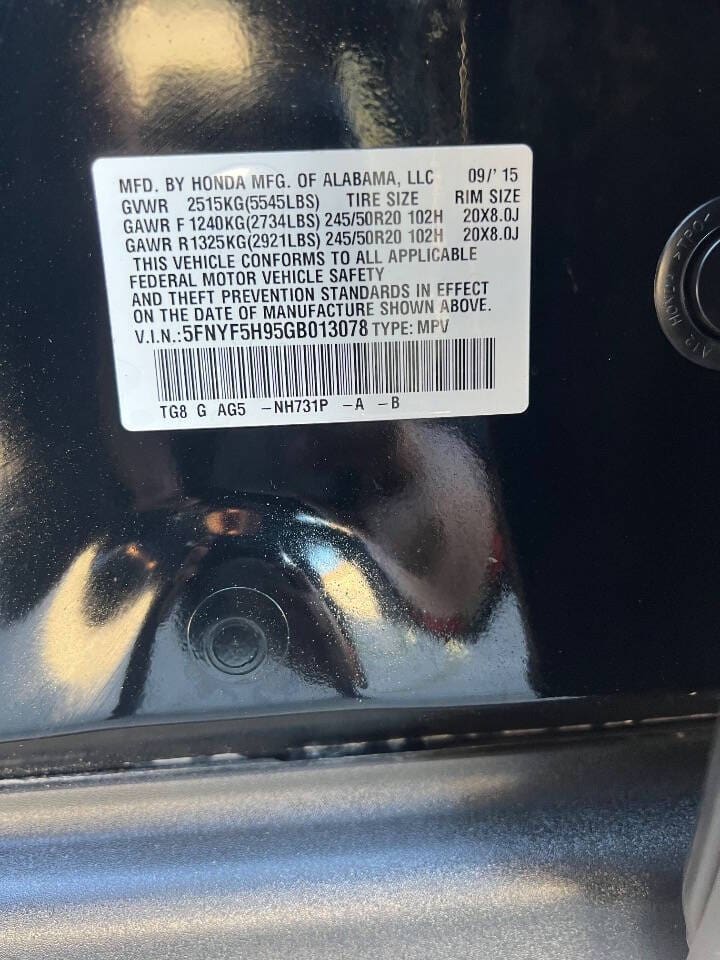 MFD. BY HONDA MFG. OF ALABAMA, LLC 09/' 15
GVWR 2515KG(5545LBS) TIRE SIZE RIM SIZE
GAWR F 1240KG(2734LBS) 245/50R20 102H 20X8.0J
GAWR R1325KG(2921LBS) 245/50R20 102H 20X8.0J
THIS VEHICLE CONFORMS TO ALL APPLICABLE
FEDERAL MOTOR VEHICLE SAFETY
AND THEFT PREVENTION STANDARDS IN EFFECT
ON THE DATE OF MANUFACTURE SHOWN ABOVE.
V.I.N.:5FNYF5H95GB013078 TYPE: MPV
TG8 G AG5 -NH731P -A -B
>TPO<